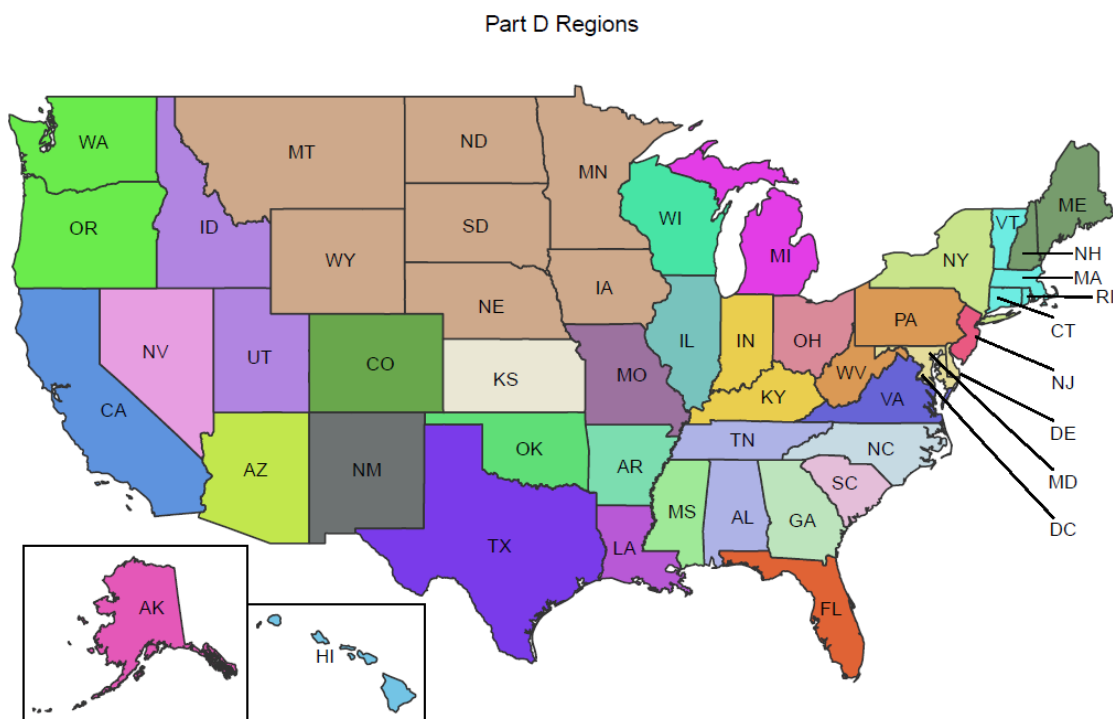 Part D Regions
WA
MT
ND
MN
ME
VT
OR
ID
SD
WI
NH
NY
MA
WY
MI
RI
IA
NE
PA
CT
NV
UT
CO
IL
IN
OH
KS
MO
WV
NJ
CA
KY
VA
DE
TN
NC
AZ
NM
OK
AR
SC
MD
MS
AL
GA
DC
TX
LA
AK
FL
HI